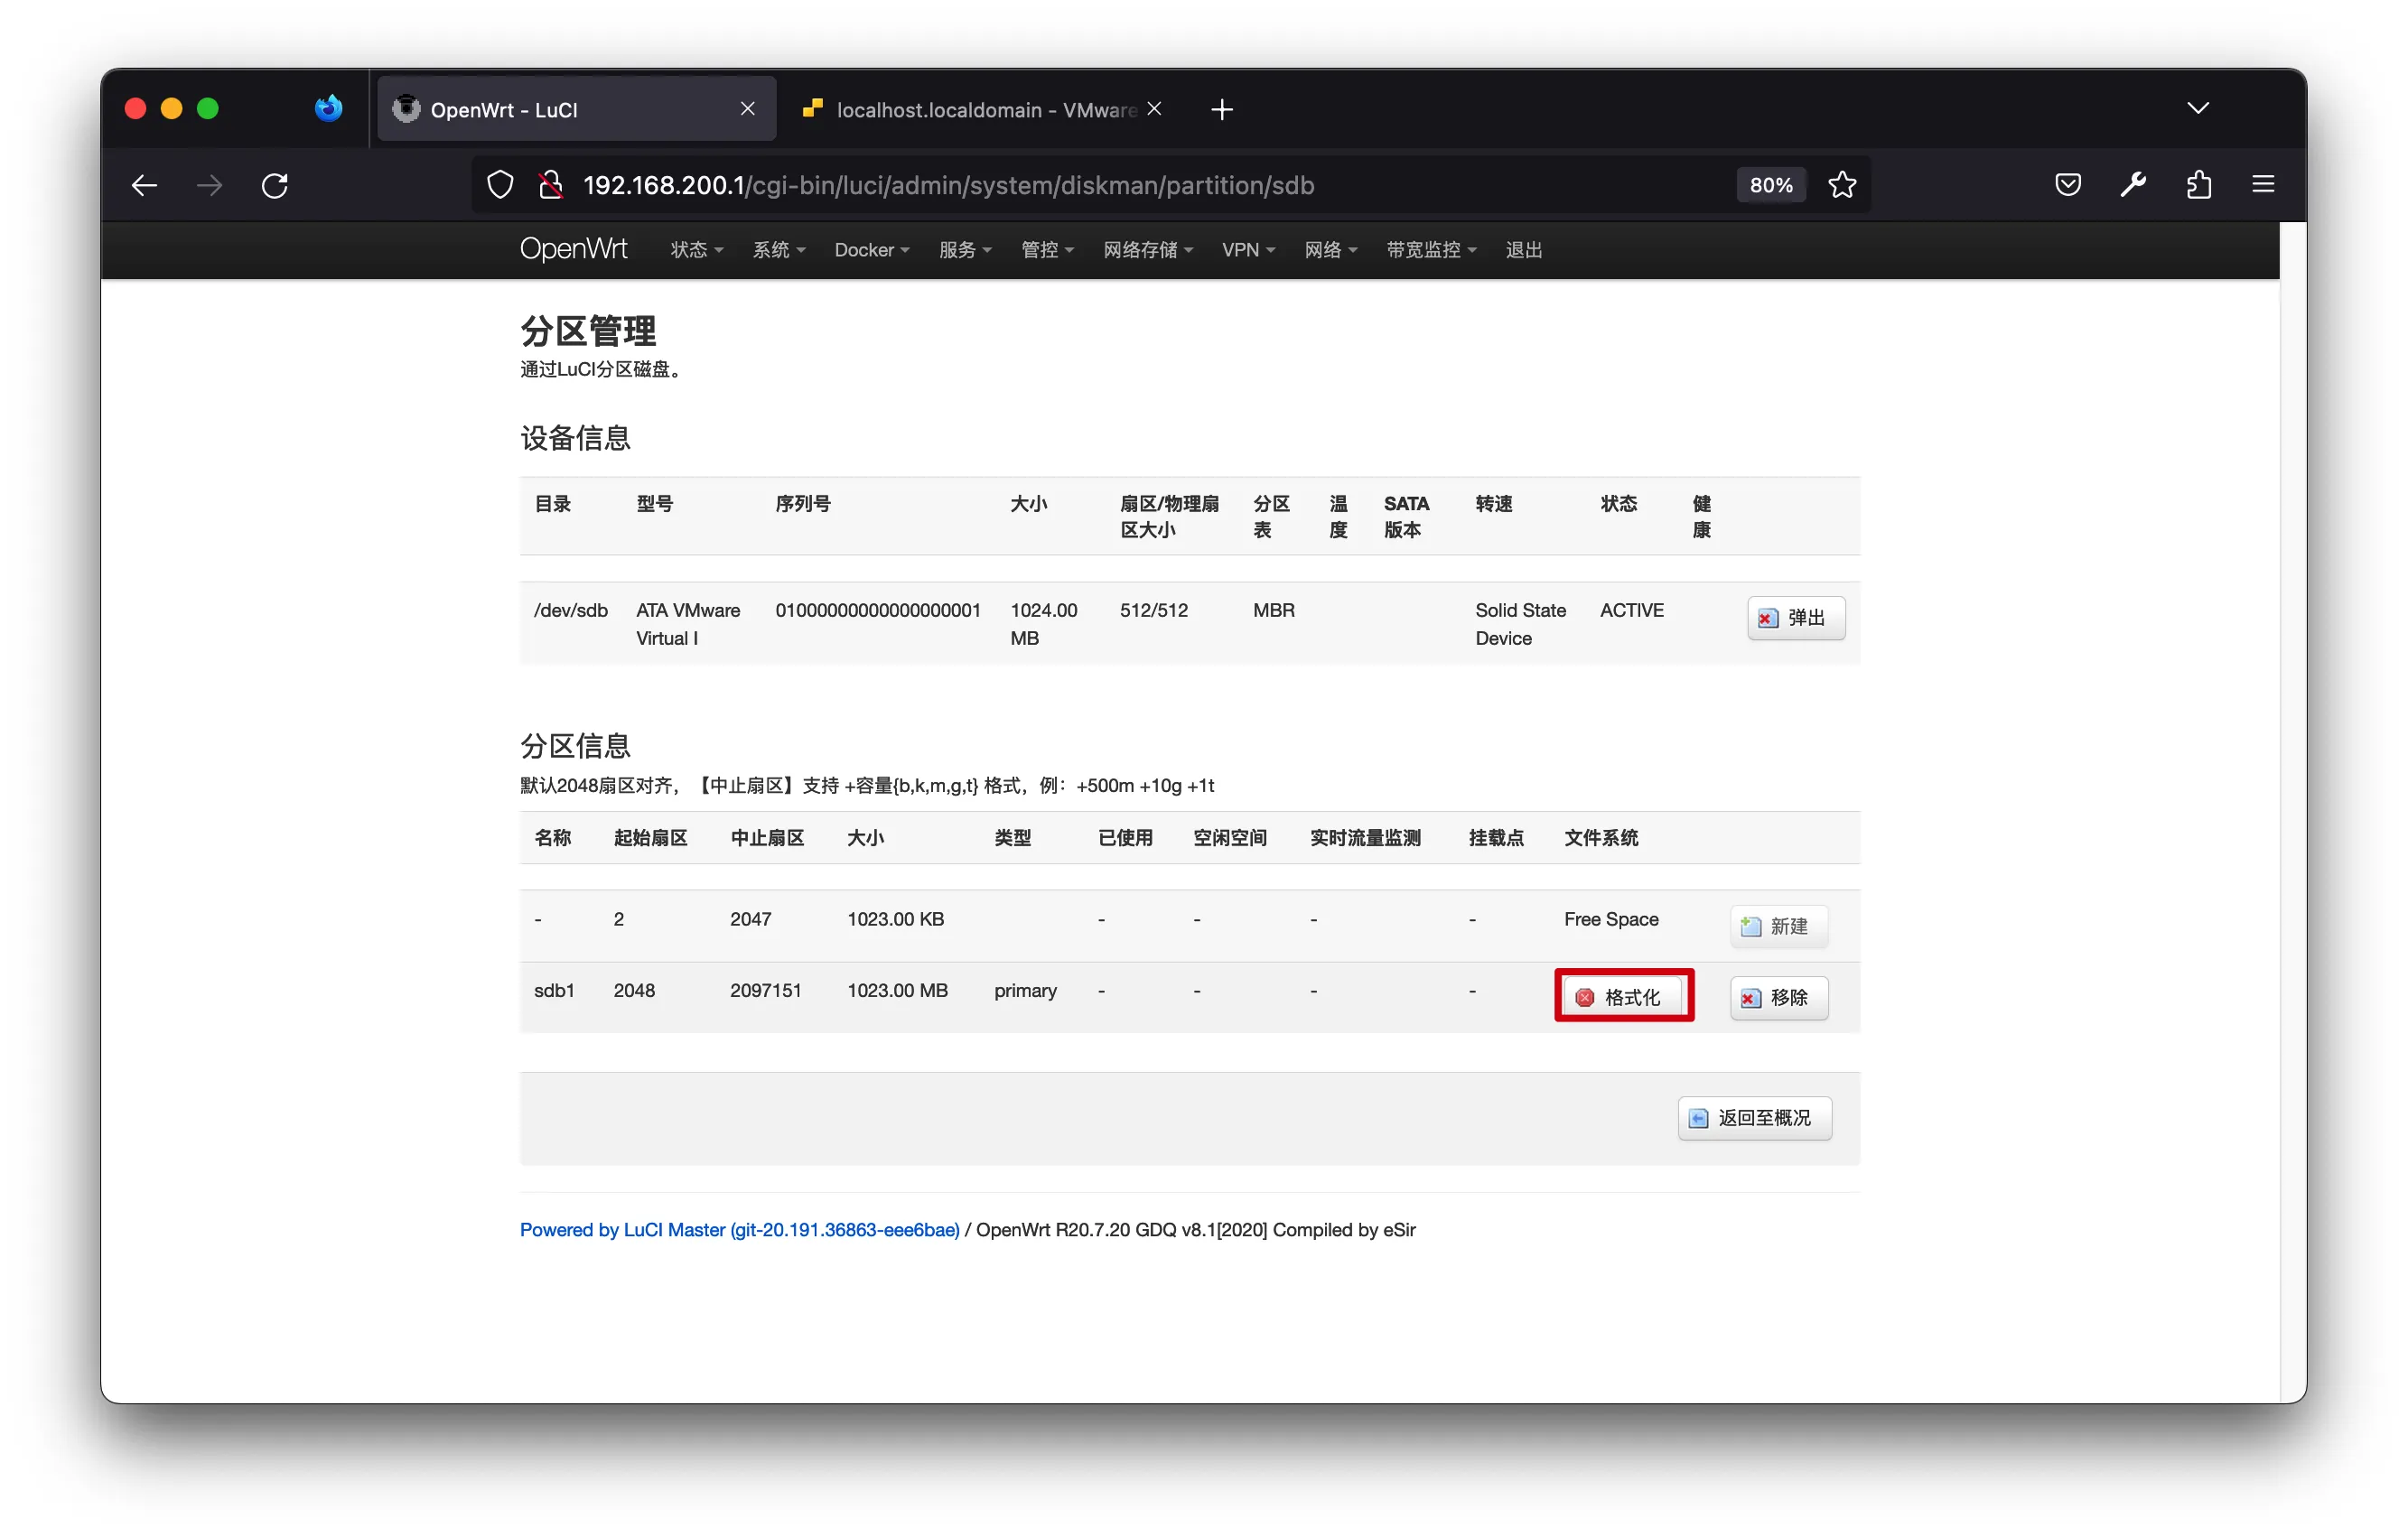 OpenWrt - LuCI
localhost.localdomain - VMware
192.168.200.1/cgi-bin/luci/admin/system/diskman/partition/sdb
80%
OpenWrt 状态 系统 Docker 服务 管控 网络存储 VPN 网络 带宽监控 退出
分区管理
通过LuCI分区磁盘。
设备信息
目录 型号 序列号 大小 扇区/物理扇区大小 分区表 温度 SATA版本 转速 状态 健康
/dev/sdb ATA VMware Virtual I 01000000000000000001 1024.00 MB 512/512 MBR Solid State Device ACTIVE 弹出
分区信息
默认2048扇区对齐，【中止扇区】支持 +容量{b,k,m,g,t} 格式，例：+500m +10g +1t
名称 起始扇区 中止扇区 大小 类型 已使用 空闲空间 实时流量监测 挂载点 文件系统
- 2 2047 1023.00 KB - - - - Free Space 新建
sdb1 2048 2097151 1023.00 MB primary - - - - 格式化 移除
返回至概况
Powered by LuCI Master (git-20.191.36863-eee6bae) / OpenWrt R20.7.20 GDQ v8.1[2020] Compiled by eSir